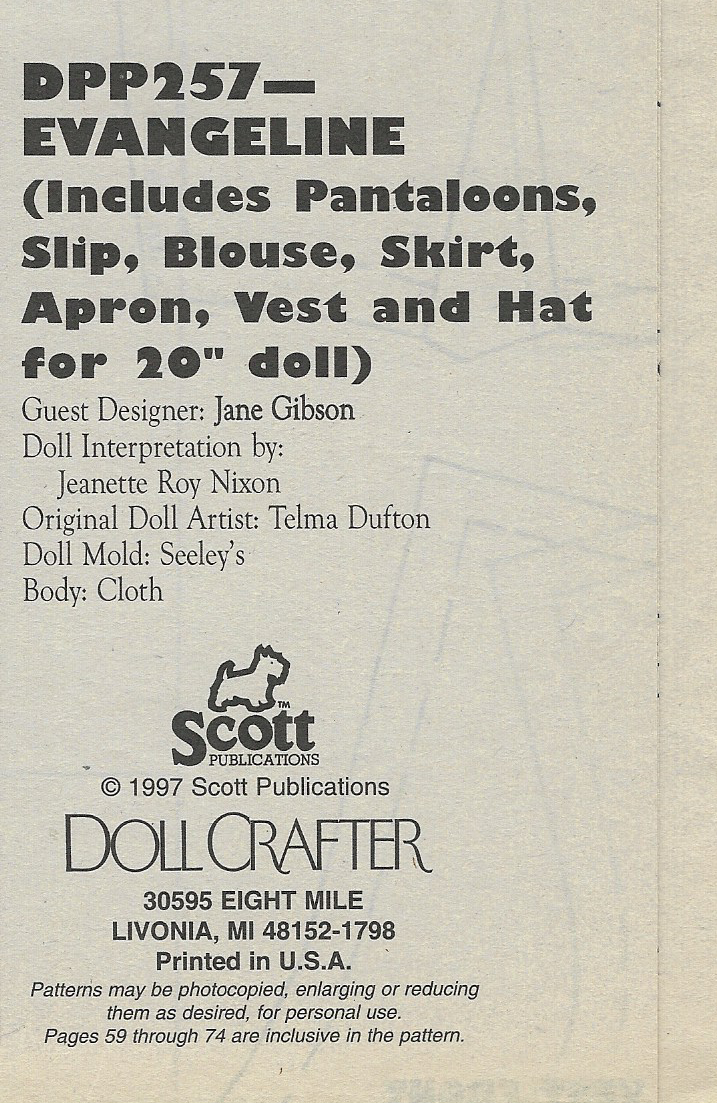 DPP257—
EVANGELINE
(Includes Pantaloons,
Slip, Blouse, Skirt,
Apron, Vest and Hat
for 20" doll)
Guest Designer: Jane Gibson
Doll Interpretation by:
Jeanette Roy Nixon
Original Doll Artist: Telma Dufton
Doll Mold: Seeley's
Body: Cloth
Scott™
PUBLICATIONS
© 1997 Scott Publications
DOLL CRAFTER
30595 EIGHT MILE
LIVONIA, MI 48152-1798
Printed in U.S.A.
Patterns may be photocopied, enlarging or reducing
them as desired, for personal use.
Pages 59 through 74 are inclusive in the pattern.